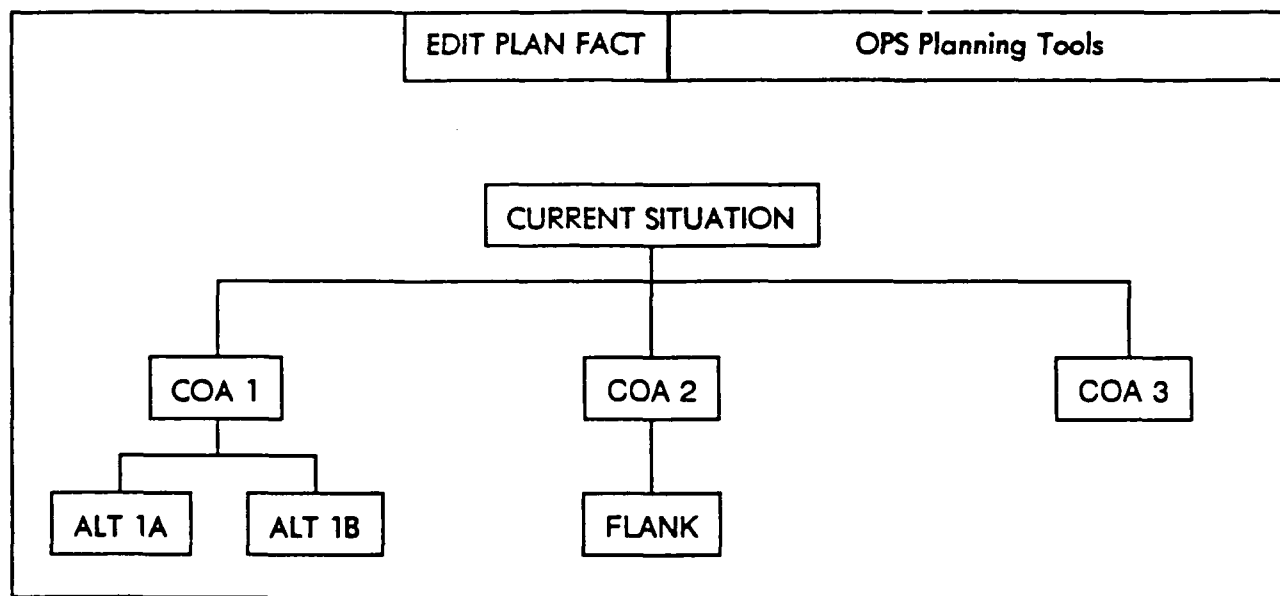 EDIT PLAN FACT OPS Planning Tools
CURRENT SITUATION
COA 1 COA 2 COA 3
ALT 1A ALT 1B FLANK